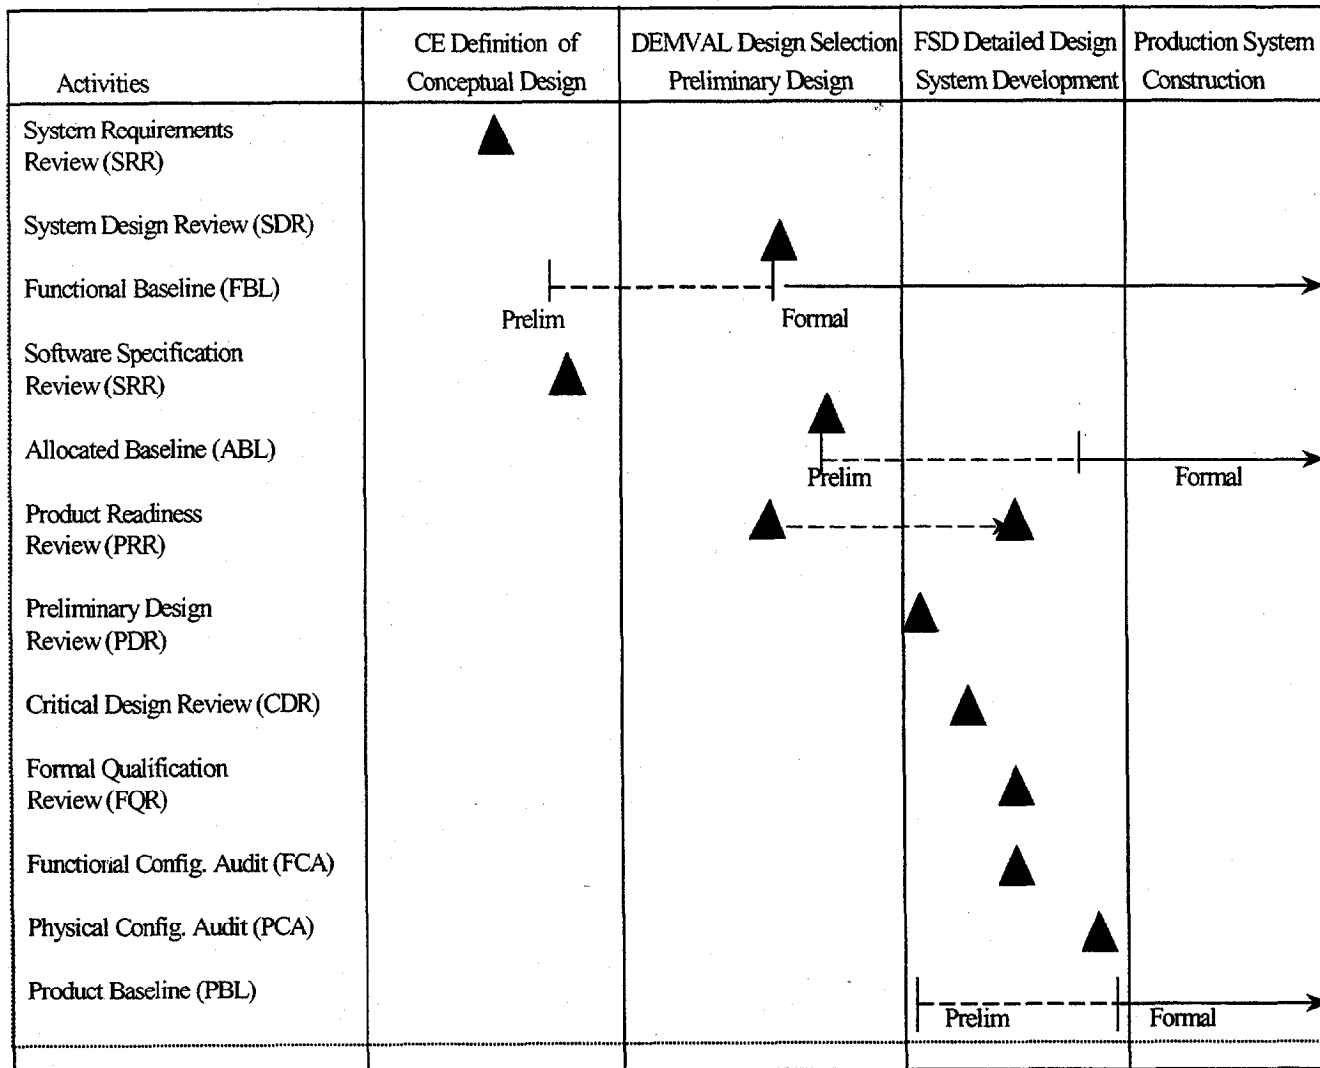 Activities
CE Definition of
Conceptual Design
DEMVAL Design Selection
Preliminary Design
FSD Detailed Design
System Development
Production System
Construction
System Requirements
Review (SRR)
System Design Review (SDR)
Functional Baseline (FBL)
Prelim
Formal
Software Specification
Review (SRR)
Allocated Baseline (ABL)
Prelim
Formal
Product Readiness
Review (PRR)
Preliminary Design
Review (PDR)
Critical Design Review (CDR)
Formal Qualification
Review (FQR)
Functional Config. Audit (FCA)
Physical Config. Audit (PCA)
Product Baseline (PBL)
Prelim
Formal